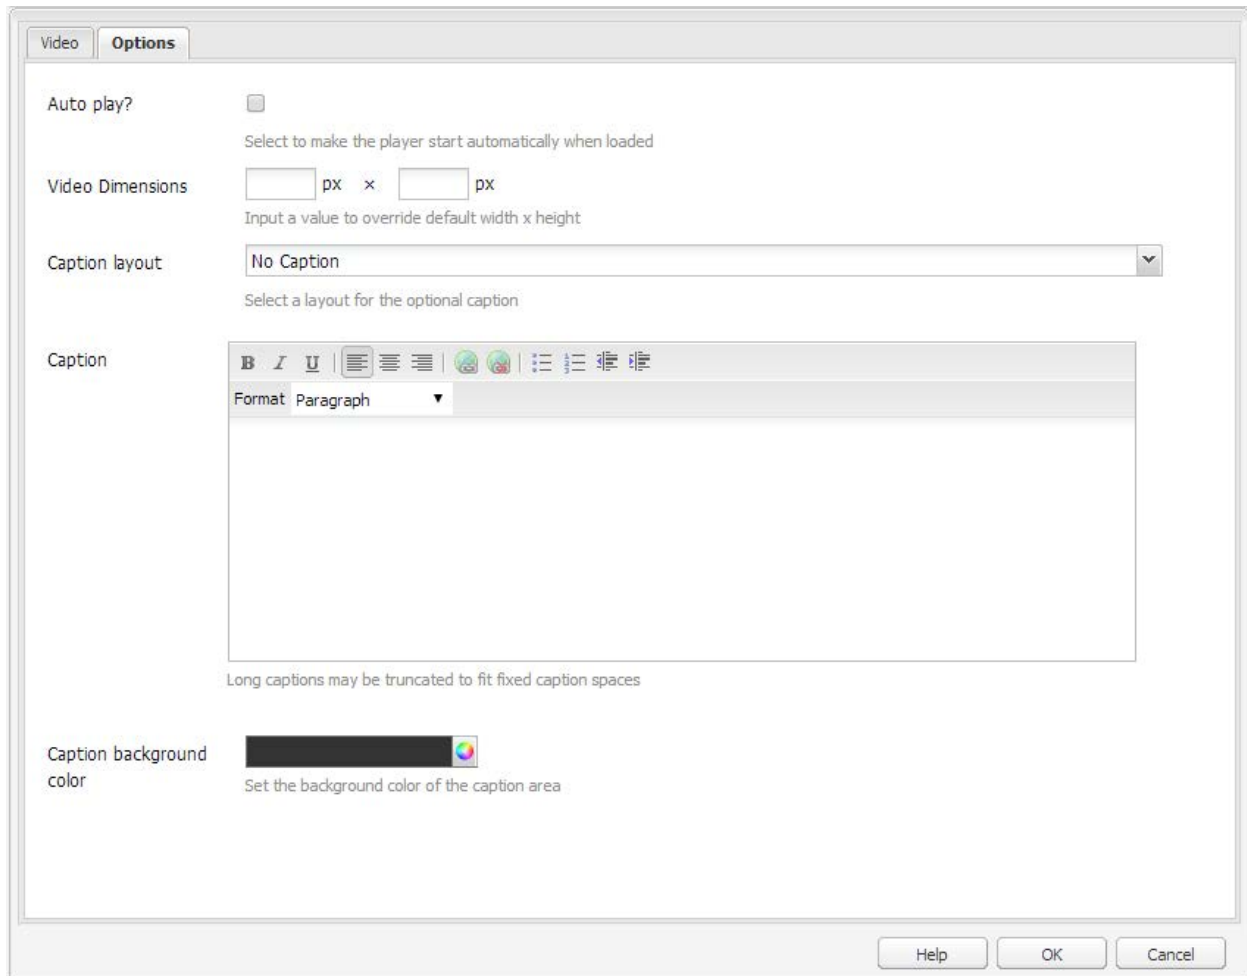 Video Options
Auto play?
Select to make the player start automatically when loaded
Video Dimensions px × px
Input a value to override default width x height
Caption layout No Caption
Select a layout for the optional caption
Caption B I U
Format Paragraph
Long captions may be truncated to fit fixed caption spaces
Caption background
color
Set the background color of the caption area
Help OK Cancel